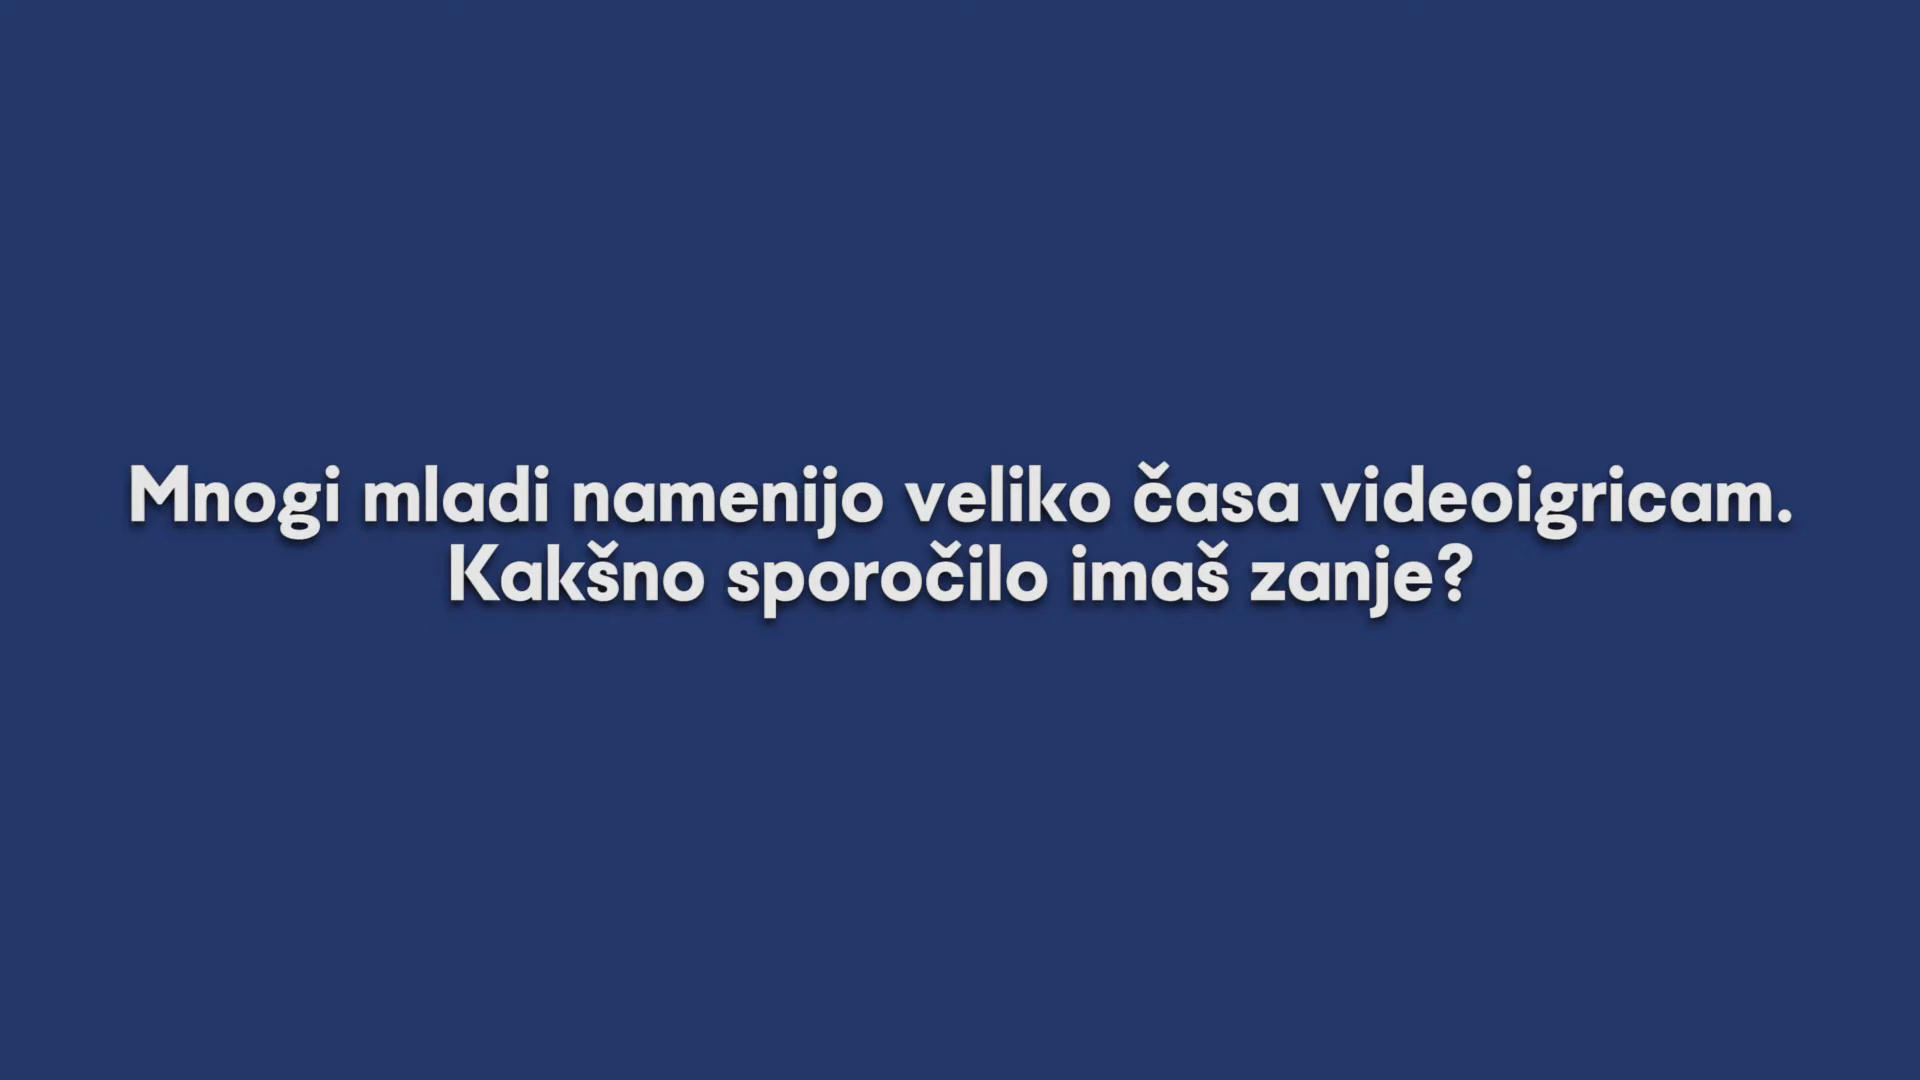 Mnogi mladi namenijo veliko časa videoigricam.
Kakšno sporočilo imaš zanje?